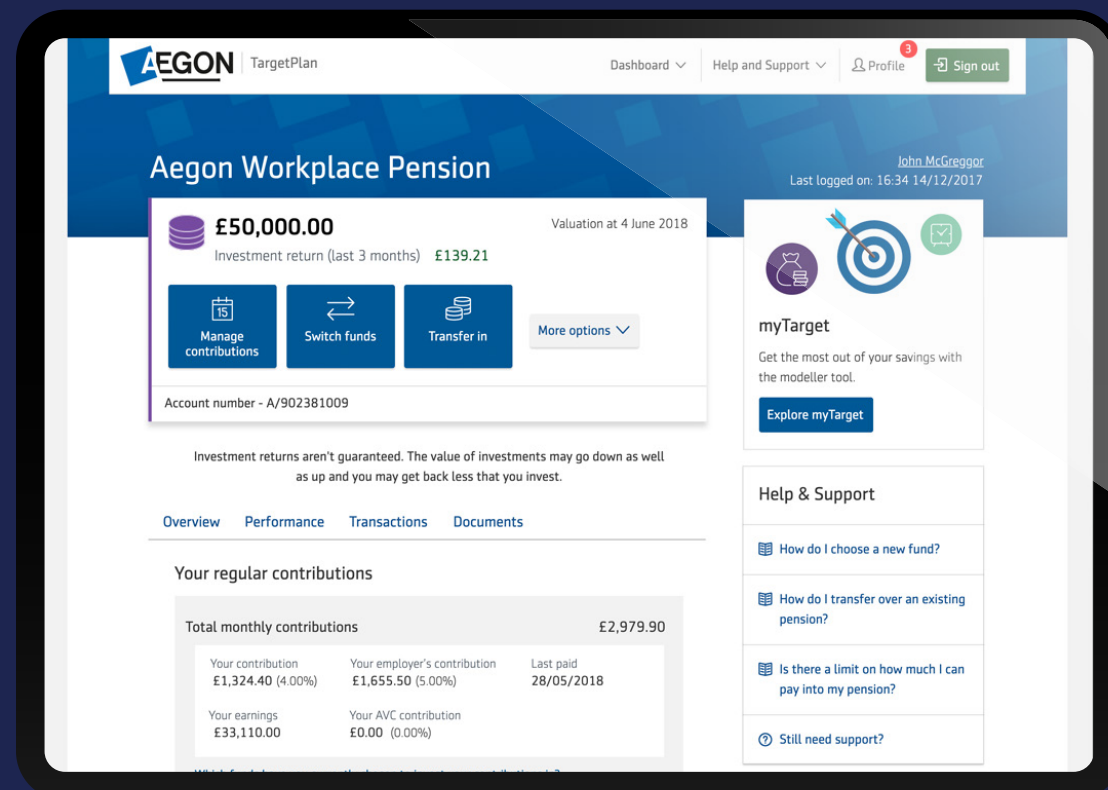 AEGON TargetPlan
Dashboard Help and Support Profile 3 Sign out
Aegon Workplace Pension
John McGreggor
Last logged on: 16:34 14/12/2017
£50,000.00
Valuation at 4 June 2018
Investment return (last 3 months) £139.21
15
Manage
contributions
Switch funds
Transfer in
More options
Account number - A/902381009
Investment returns aren't guaranteed. The value of investments may go down as well
as up and you may get back less that you invest.
Overview Performance Transactions Documents
Your regular contributions
Total monthly contributions £2,979.90
Your contribution Your employer's contribution Last paid
£1,324.40 (4.00%) £1,655.50 (5.00%) 28/05/2018
Your earnings Your AVC contribution
£33,110.00 £0.00 (0.00%)
myTarget
Get the most out of your savings with
the modeller tool.
Explore myTarget
Help & Support
How do I choose a new fund?
How do I transfer over an existing
pension?
Is there a limit on how much I can
pay into my pension?
Still need support?